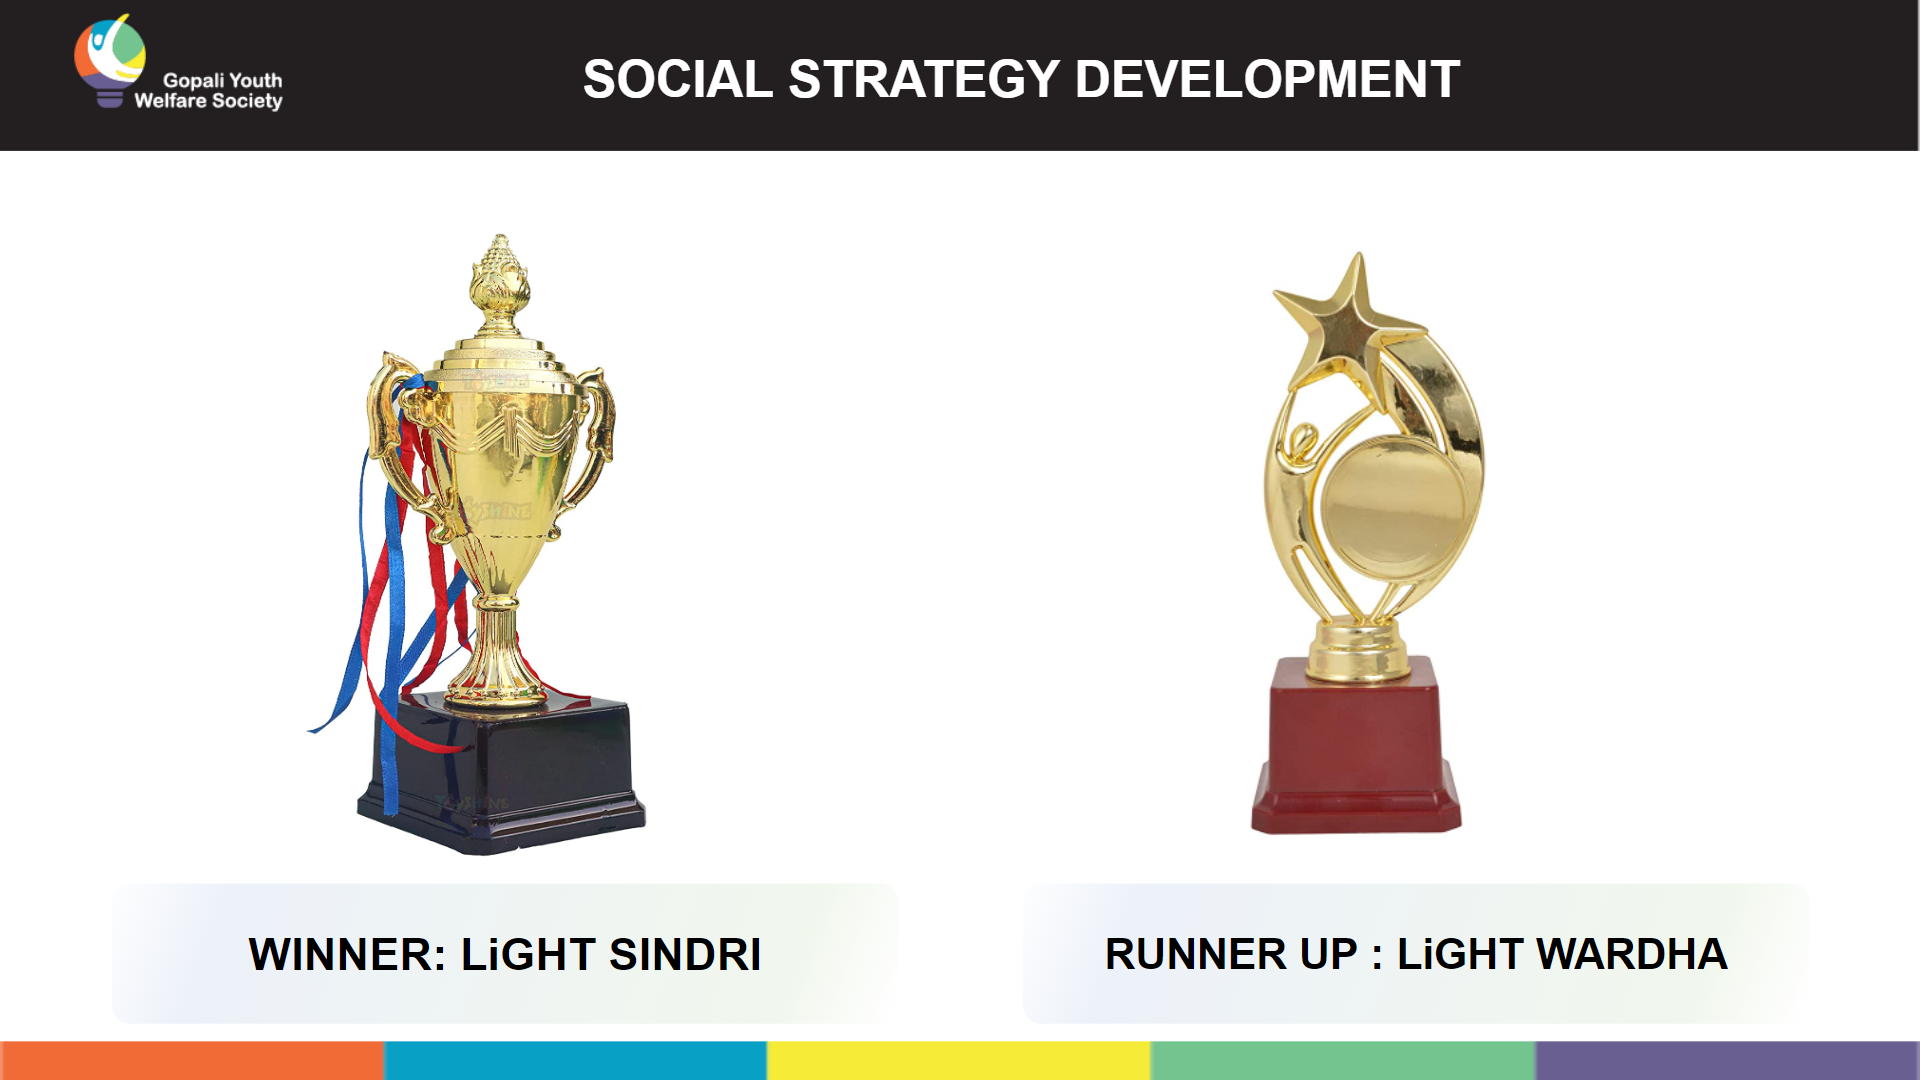 Gopali Youth
Welfare Society
SOCIAL STRATEGY DEVELOPMENT
WINNER: LiGHT SINDRI
RUNNER UP : LiGHT WARDHA